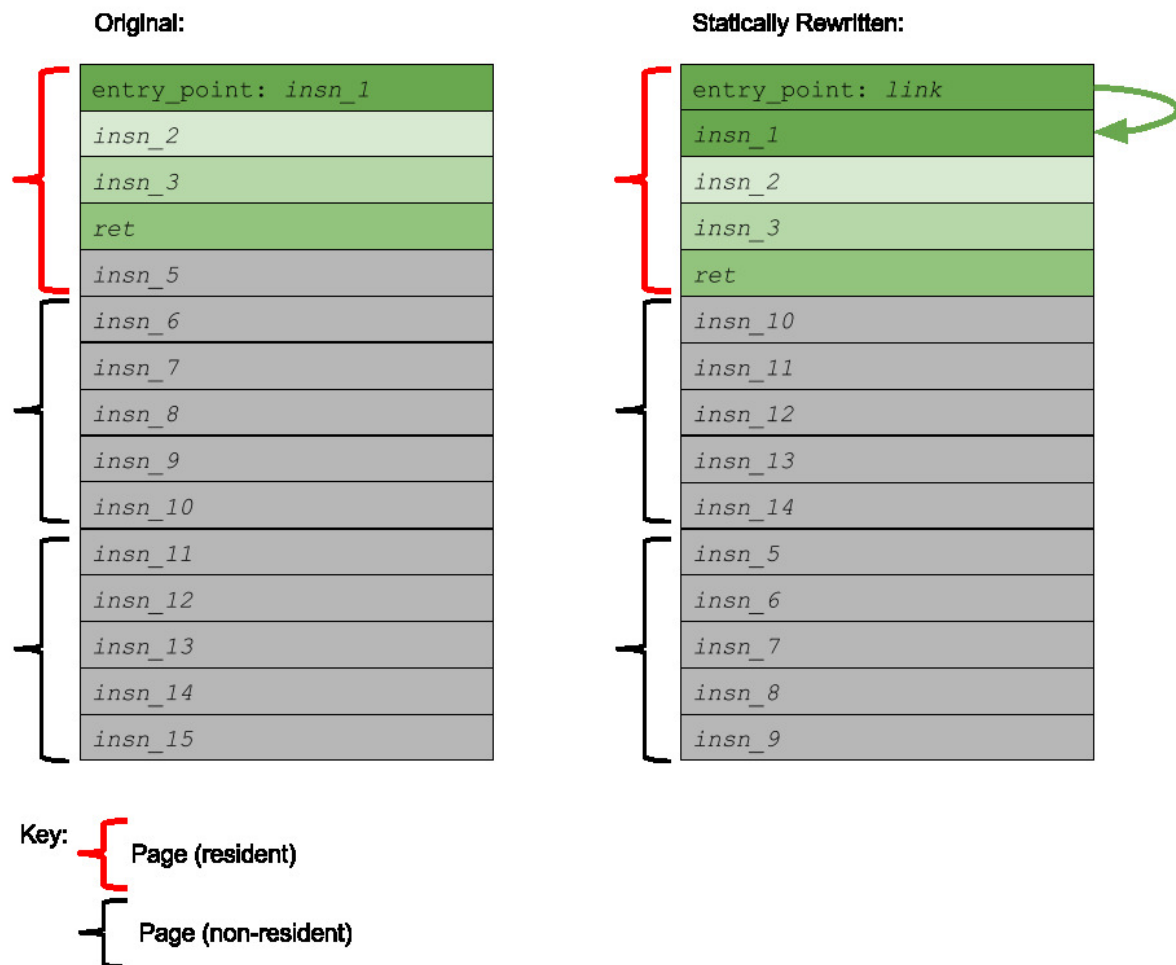 Original:
entry_point: insn_1
insn_2
insn_3
ret
insn_5
insn_6
insn_7
insn_8
insn_9
insn_10
insn_11
insn_12
insn_13
insn_14
insn_15
Statically Rewritten:
entry_point: link
insn_1
insn_2
insn_3
ret
insn_10
insn_11
insn_12
insn_13
insn_14
insn_5
insn_6
insn_7
insn_8
insn_9
Key:
Page (resident)
Page (non-resident)